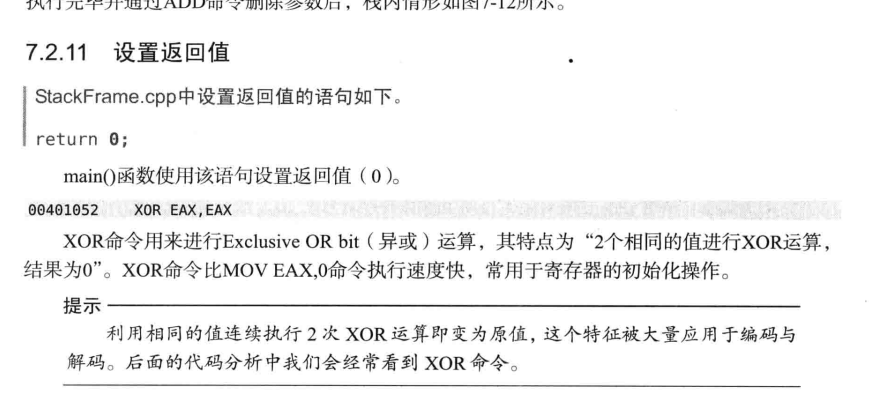 执行完毕并通过ADD命令删除参数后，栈内情形如图7-12所示。
7.2.11 设置返回值
StackFrame.cpp中设置返回值的语句如下。
return 0;
main()函数使用该语句设置返回值（0）。
00401052 XOR EAX,EAX
XOR命令用来进行Exclusive OR bit（异或）运算，其特点为“2个相同的值进行XOR运算，
结果为0”。XOR命令比MOV EAX,0命令执行速度快，常用于寄存器的初始化操作。
提示
利用相同的值连续执行 2 次 XOR 运算即变为原值，这个特征被大量应用于编码与
解码。后面的代码分析中我们会经常看到 XOR 命令。